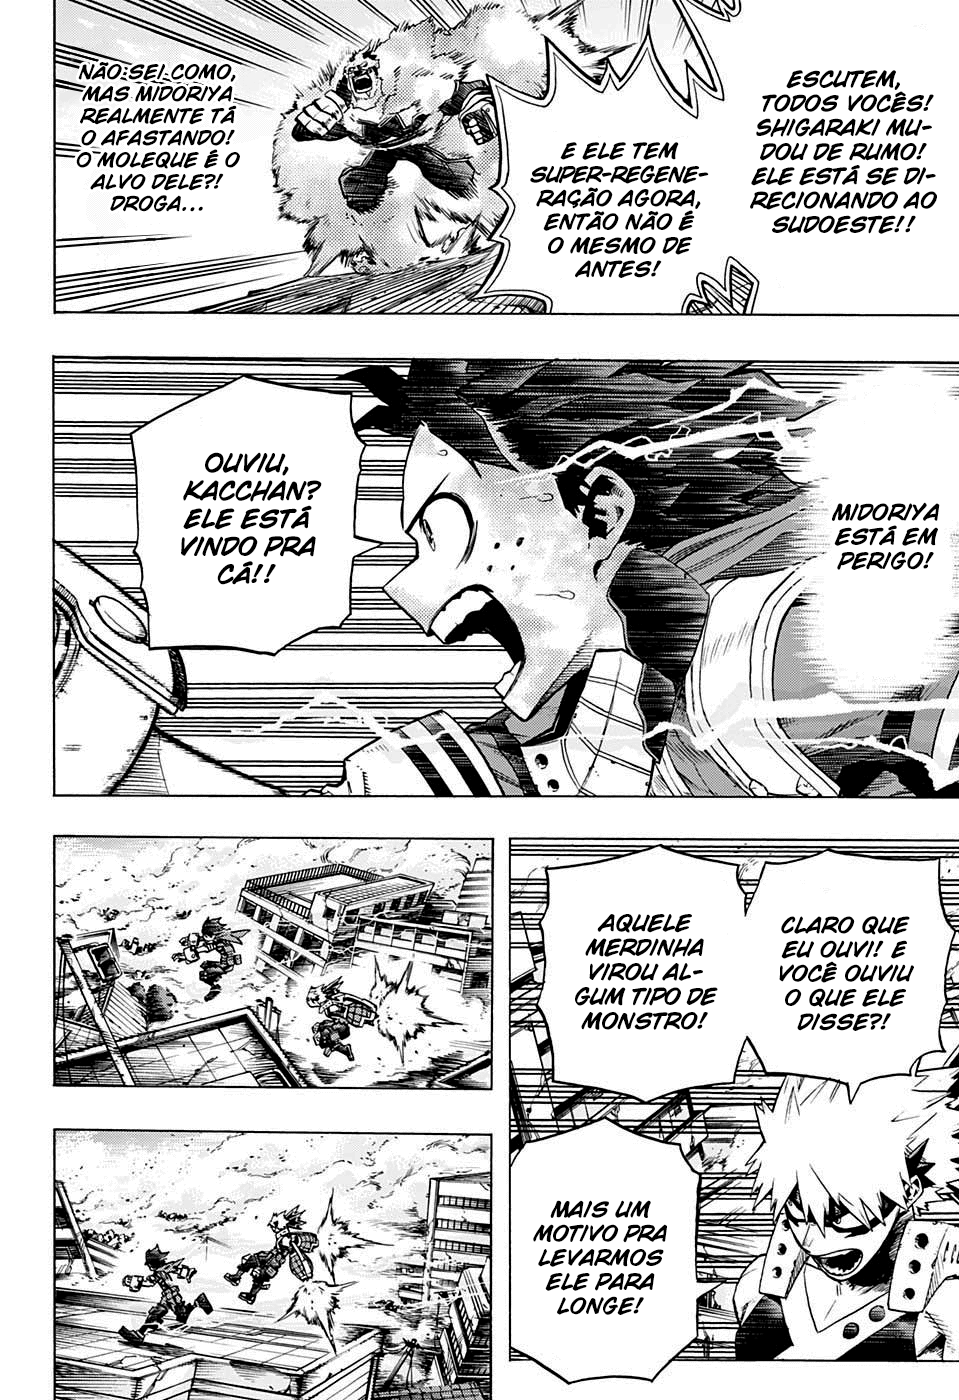 ESCUTEM,
TODOS VOCÊS!
SHIGARAKI MU-
DOU DE RUMO!
ELE ESTÁ SE DI-
RECIONANDO AO
SUDOESTE!!
E ELE TEM
SUPER-REGENE-
RAÇÃO AGORA,
ENTÃO NÃO É
O MESMO DE
ANTES!
NÃO SEI COMO,
MAS MIDORIYA
REALMENTE TÁ
O AFASTANDO!
O MOLEQUE É O
ALVO DELE?!
DROGA...
MIDORIYA
ESTÁ EM
PERIGO!
OUVIU,
KACCHAN?
ELE ESTÁ
VINDO PRA
CÁ!!
CLARO QUE
EU OUVI! E
VOCÊ OUVIU
O QUE ELE
DISSE?!
AQUELE
MERDINHA
VIROU AL-
GUM TIPO DE
MONSTRO!
MAIS UM
MOTIVO PRA
LEVARMOS
ELE PARA
LONGE!